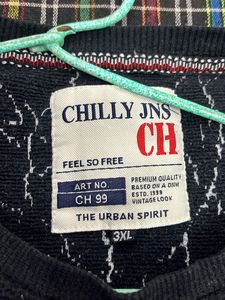 CHILLY JNS
CH
FEEL SO FREE
ART NO.
CH 99
PREMIUM QUALITY
BASED ON A DNW
ESTD. 1999
VINTAGE LOOK
THE URBAN SPIRIT
3XL